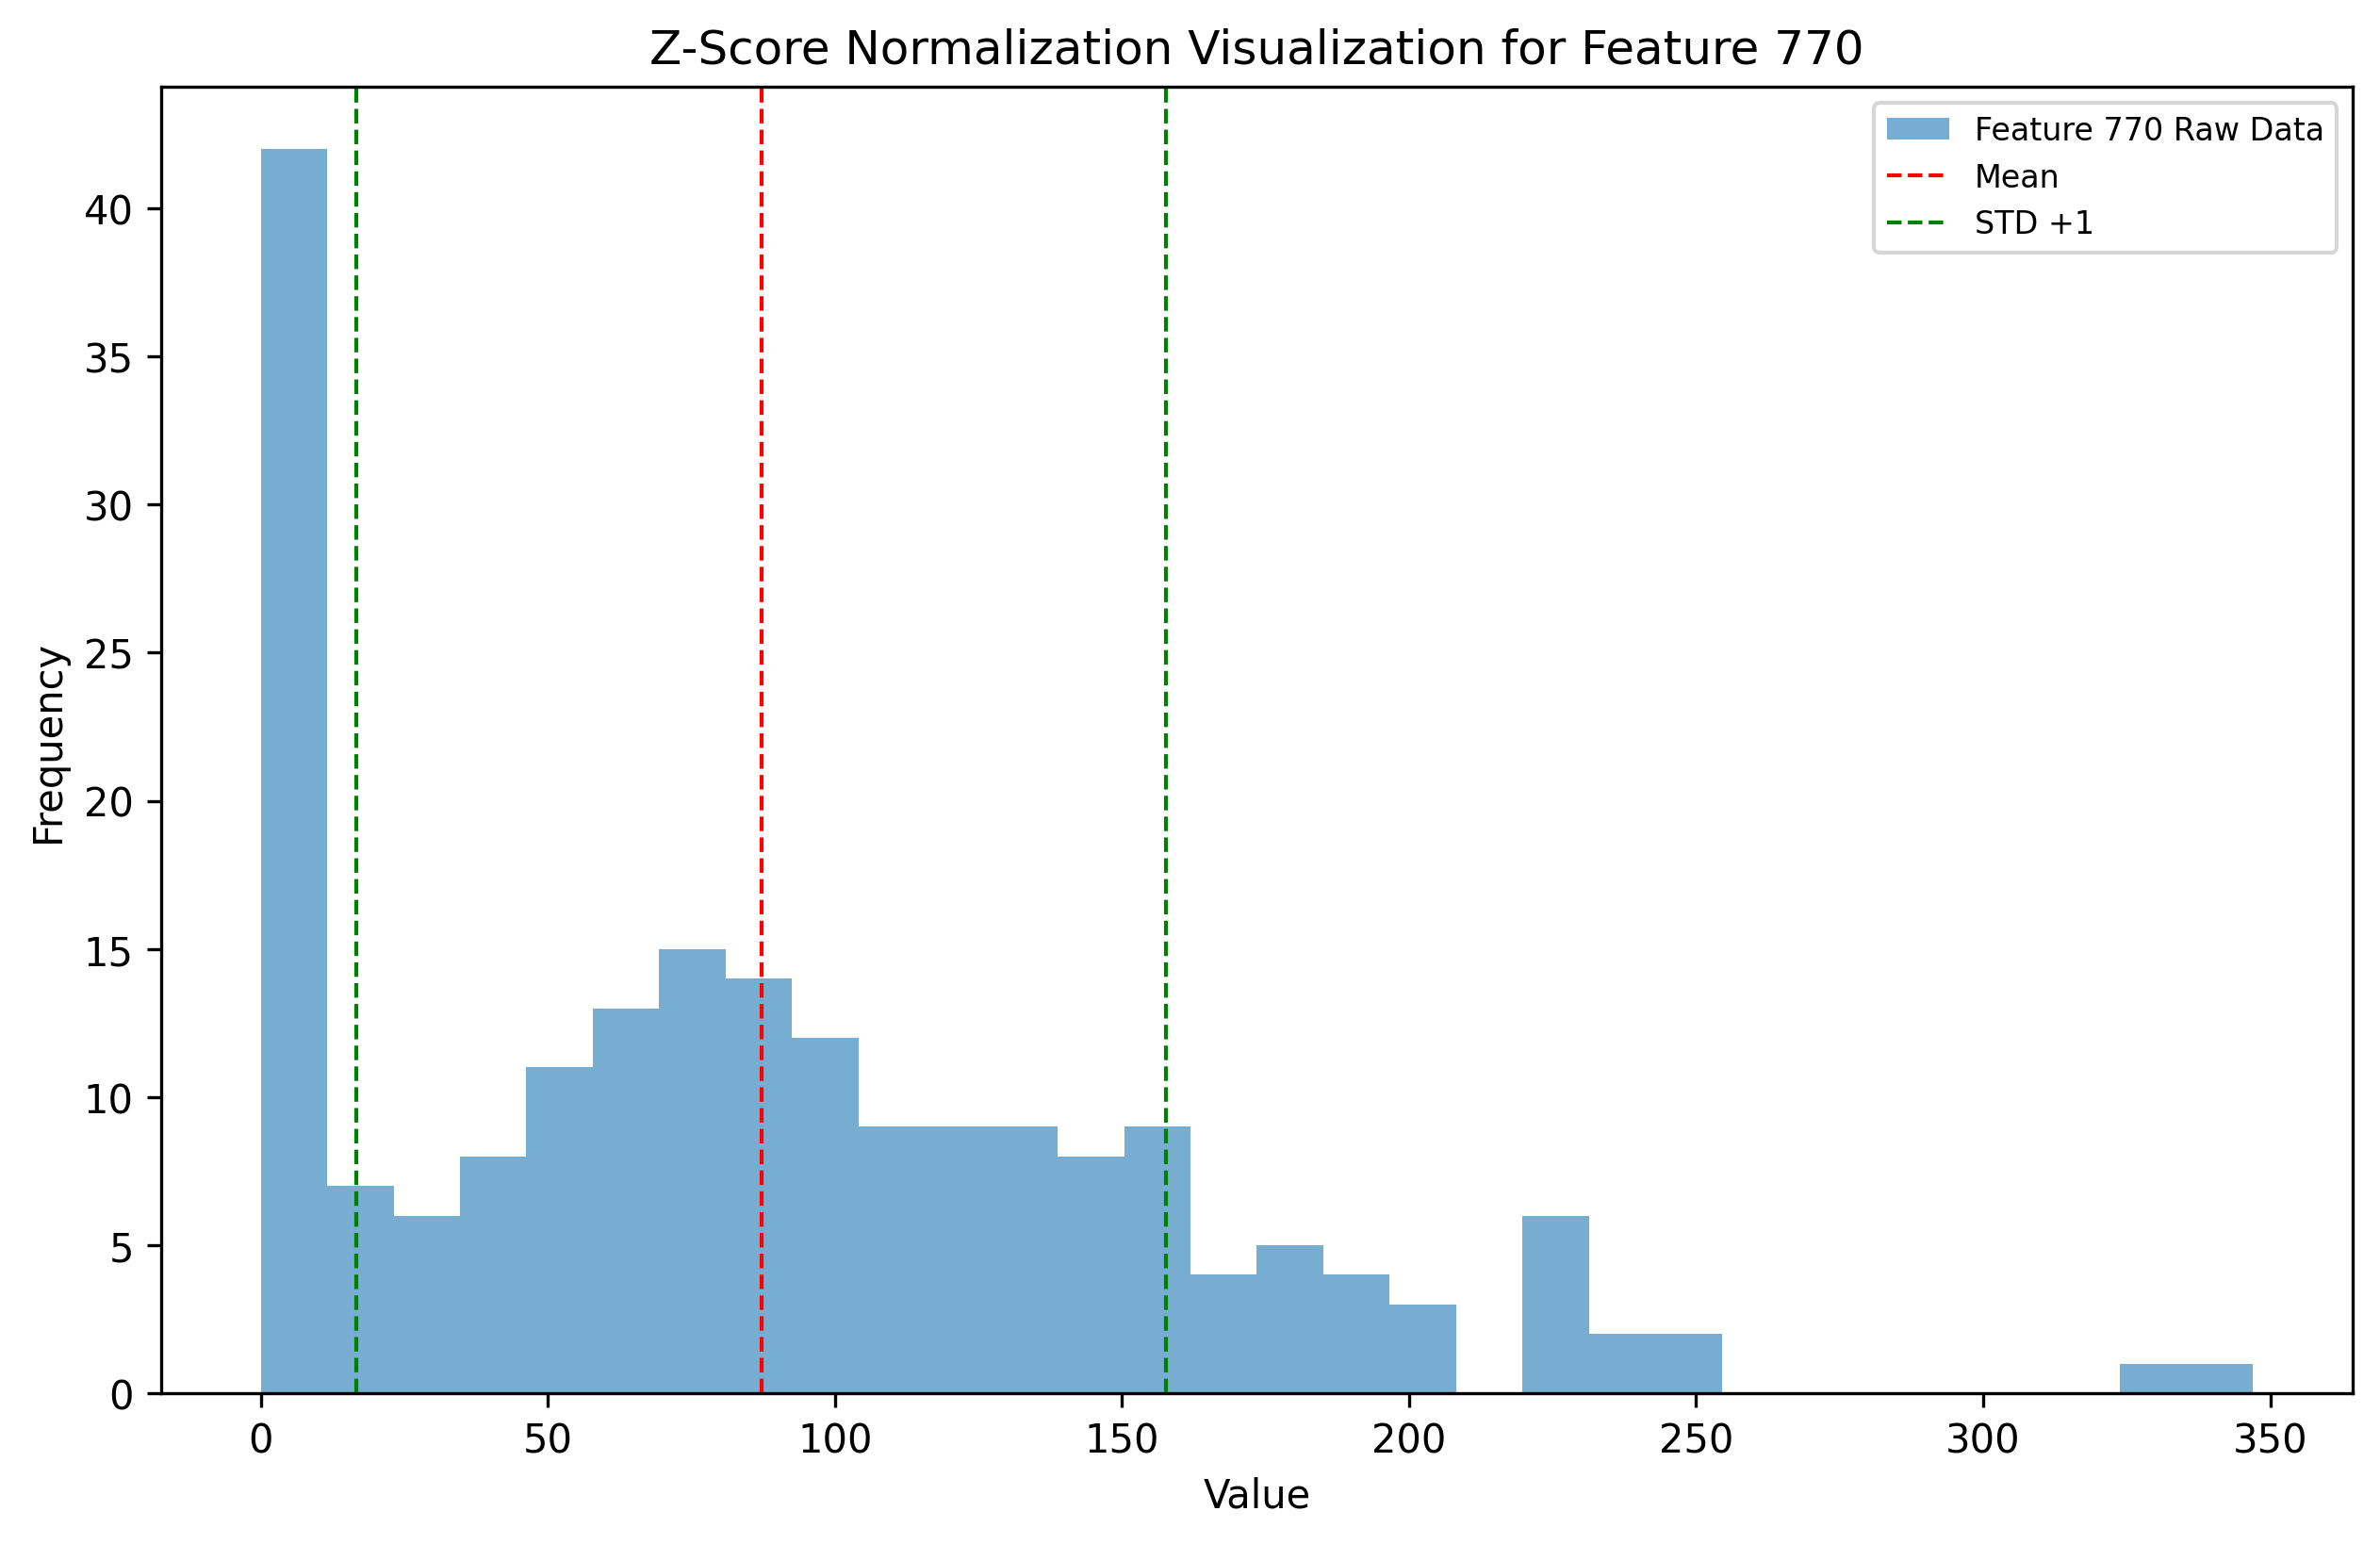 Z-Score Normalization Visualization for Feature 770
Feature 770 Raw Data
Mean
STD +1
40
35
30
25
20
15
10
5
0
Frequency
0 50 100 150 200 250 300 350
Value